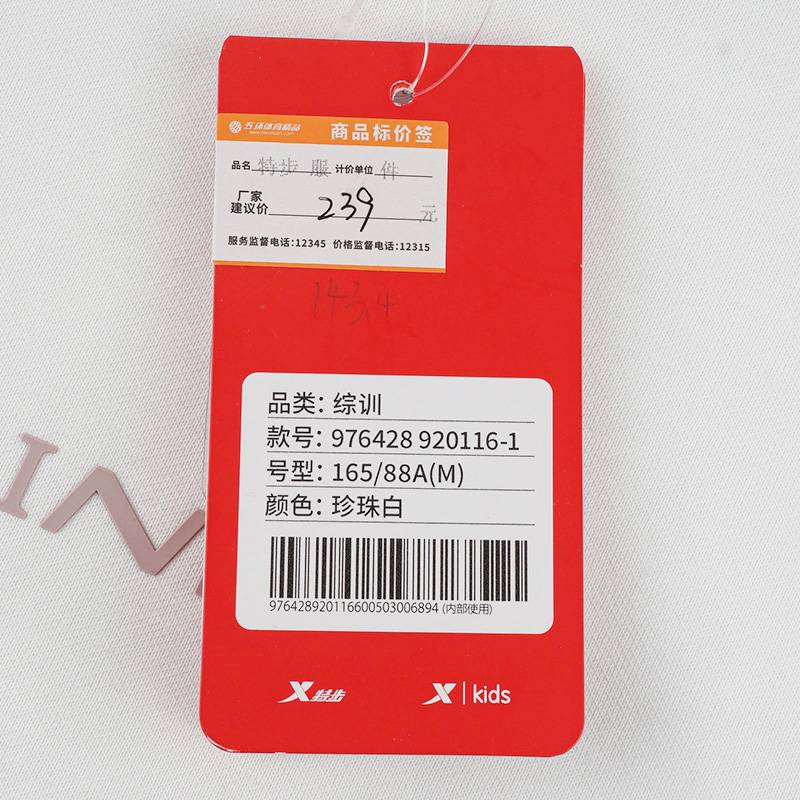 五环体育精品 商品标价签
品名 特步 服 计价单位 件
厂家
建议价 239 元
服务监督电话:12345 价格监督电话:12315
143.4
品类: 综训
款号: 976428 920116-1
号型: 165/88A(M)
颜色: 珍珠白
976428920116600503006894 (内部使用)
X特步 X | kids